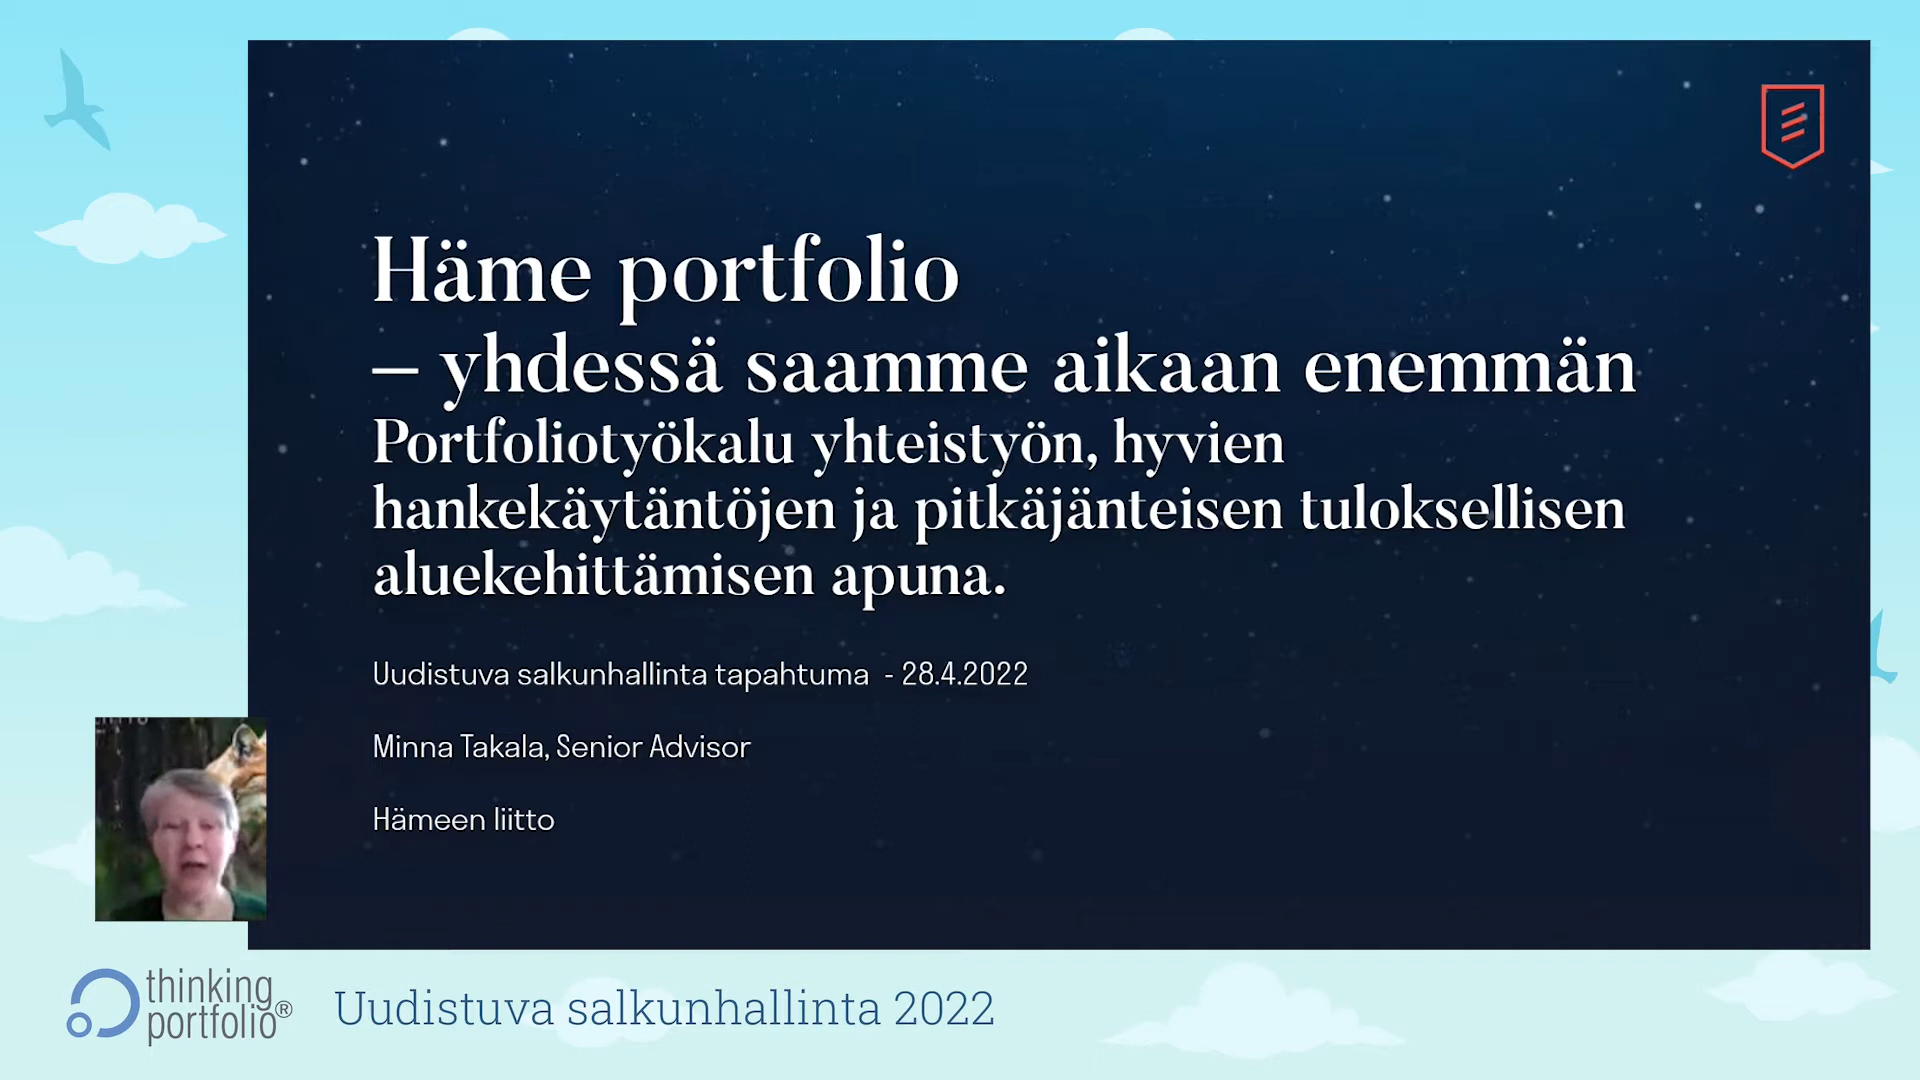 Häme portfolio
– yhdessä saamme aikaan enemmän
Portfoliotyökalu yhteistyön, hyvien
hankekäytäntöjen ja pitkäjänteisen tuloksellisen
aluekehittämisen apuna.
Uudistuva salkunhallinta tapahtuma - 28.4.2022
Minna Takala, Senior Advisor
Hämeen liitto
thinking
portfolio®
Uudistuva salkunhallinta 2022